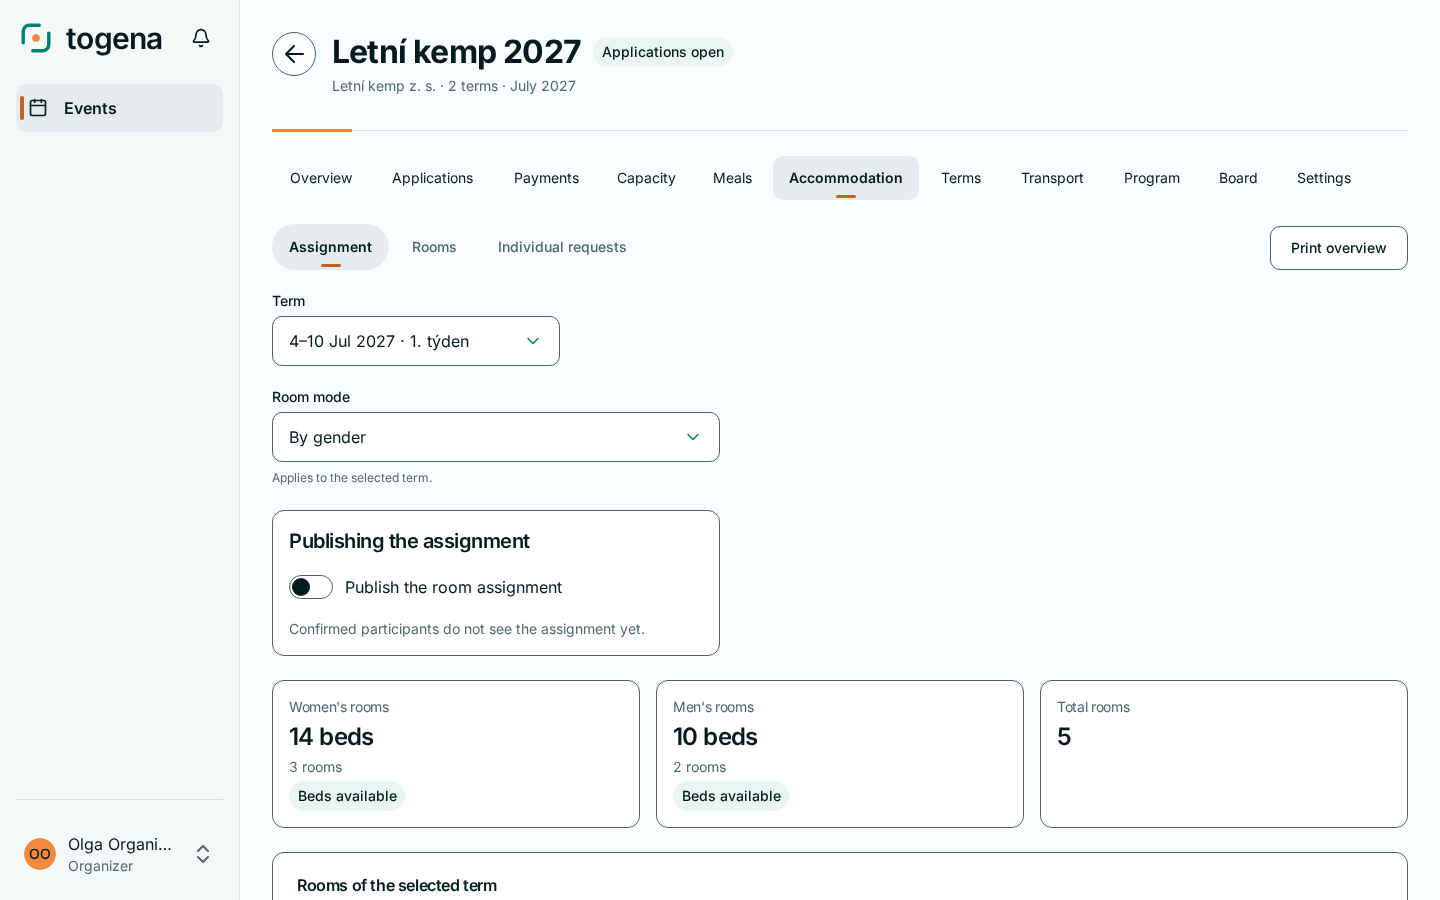 togena
Events
Letní kemp 2027
Applications open
Letní kemp z. s. · 2 terms · July 2027
Overview
Applications
Payments
Capacity
Meals
Accommodation
Terms
Transport
Program
Board
Settings
Assignment
Rooms
Individual requests
Print overview
Term
4–10 Jul 2027 · 1. týden
Room mode
By gender
Applies to the selected term.
Publishing the assignment
Publish the room assignment
Confirmed participants do not see the assignment yet.
Women's rooms
14 beds
3 rooms
Beds available
Men's rooms
10 beds
2 rooms
Beds available
Total rooms
5
Rooms of the selected term
OO
Olga Organi...
Organizer